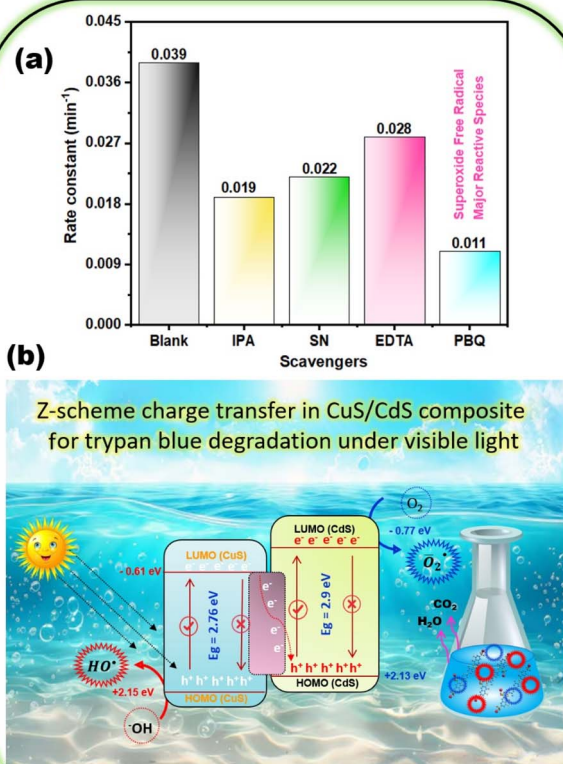 (a)
0.045
0.036
0.027
0.018
0.009
0.000
Rate constant (min⁻¹)
0.039
0.019
0.022
0.028
0.011
Superoxide Free Radical
Major Reactive Species
Blank IPA SN EDTA PBQ
Scavengers
(b)
Z-scheme charge transfer in CuS/CdS composite
for trypan blue degradation under visible light
O₂
LUMO (CdS)
e⁻ e⁻ e⁻ e⁻ e⁻
- 0.77 eV
O₂˙⁻
LUMO (CuS)
e⁻ e⁻ e⁻ e⁻ e⁻
- 0.61 eV
Eg = 2.76 eV
e⁻
e⁻
e⁻
e⁻
Eg = 2.9 eV
CO₂
H₂O
HO•
h⁺ h⁺ h⁺ h⁺ h⁺
HOMO (CdS)
+2.13 eV
h⁺ h⁺ h⁺ h⁺ h⁺
+2.15 eV
HOMO (CuS)
⁻OH